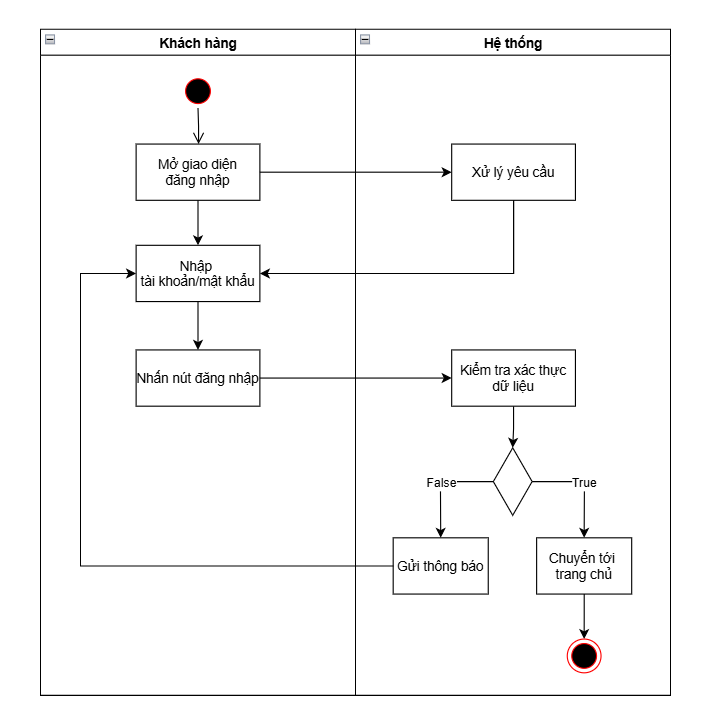 Khách hàng
Hệ thống
Mở giao diện
đăng nhập
Xử lý yêu cầu
Nhập
tài khoản/mật khẩu
Nhấn nút đăng nhập
Kiểm tra xác thực
dữ liệu
False
True
Gửi thông báo
Chuyển tới
trang chủ